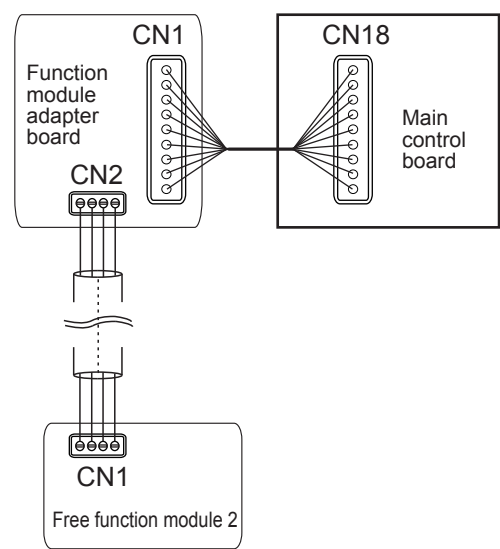 CN1
CN18
Function
module
adapter
board
Main
control
board
CN2
CN1
Free function module 2